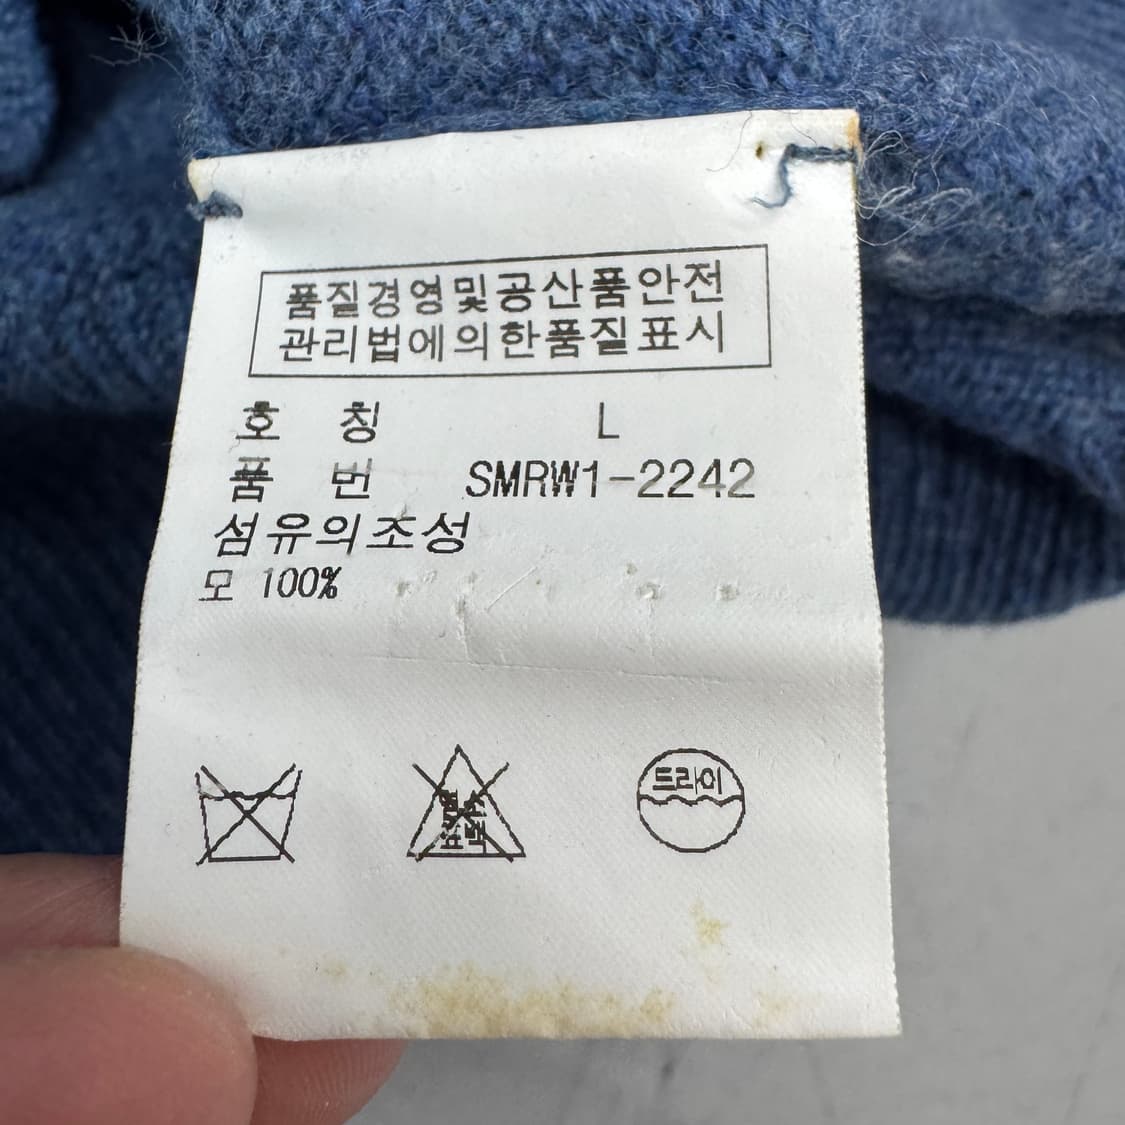 품질경영및공산품안전
관리법에의한품질표시
호 칭 L
품 번 SMRW1-2242
섬유의조성
모 100%
드라이